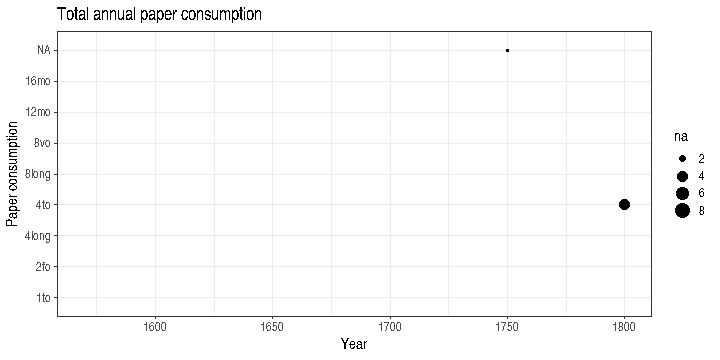 Total annual paper consumption
NA
16mo
12mo
8vo
8long
4to
4long
2fo
1to
Paper consumption
1600 1650 1700 1750 1800
Year
na
2
4
6
8